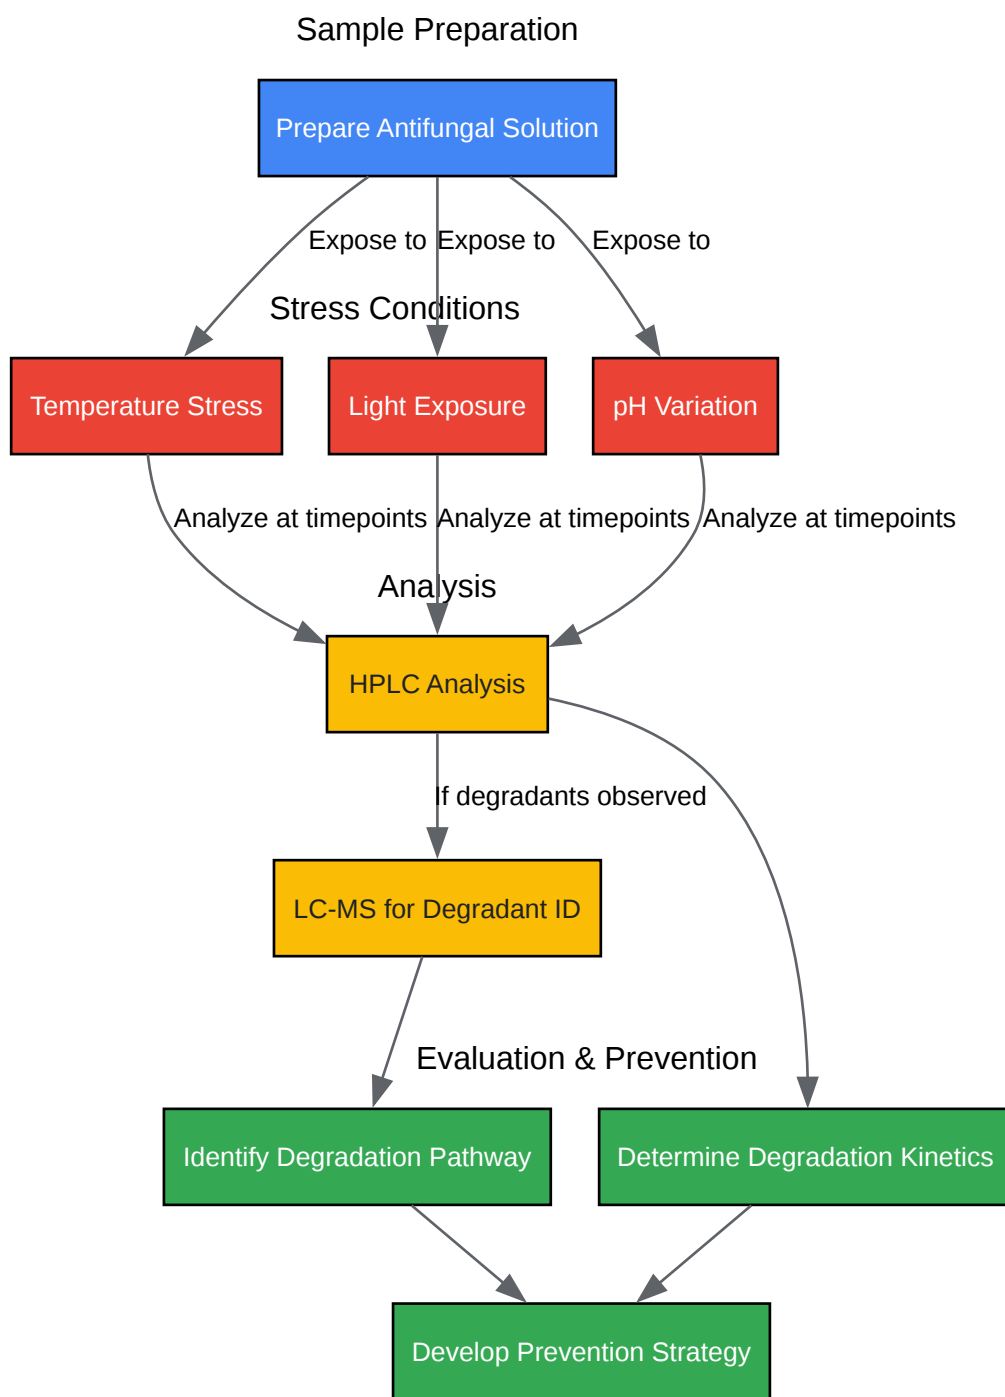 Sample Preparation
Prepare Antifungal Solution
Expose to
Expose to
Expose to
Stress Conditions
Temperature Stress
Light Exposure
pH Variation
Analyze at timepoints
Analyze at timepoints
Analyze at timepoints
Analysis
HPLC Analysis
If degradants observed
LC-MS for Degradant ID
Evaluation & Prevention
Identify Degradation Pathway
Determine Degradation Kinetics
Develop Prevention Strategy